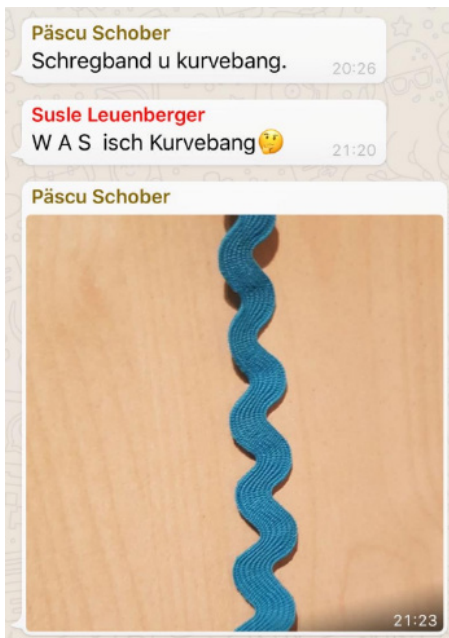 Päscu Schober
Schregband u kurvebang.
20:26
Susle Leuenberger
W A S isch Kurvebang🤔
21:20
Päscu Schober
21:23